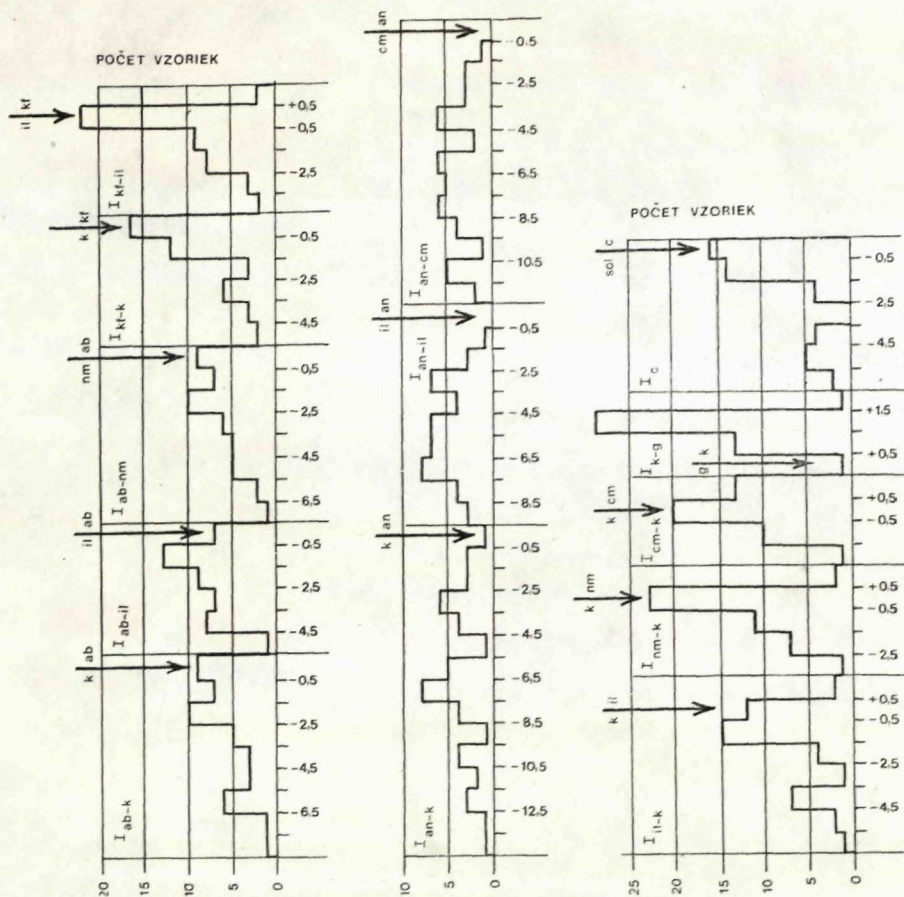 POČET VZORIEK
il kf
+0,5
-0,5
-2,5
I kf-il
k kf
-0,5
-2,5
-4,5
I kf-k
nm ab
-0,5
-2,5
-4,5
-6,5
I ab-nm
il ab
-0,5
-2,5
-4,5
I ab-il
k ab
-0,5
-2,5
-4,5
-6,5
I ab-k
20 15 10 5 0
cm an
-0,5
-2,5
-4,5
-6,5
-8,5
-10,5
I an-cm
il an
-0,5
-2,5
-4,5
-6,5
-8,5
I an-il
k an
-0,5
-2,5
-4,5
-6,5
-8,5
-10,5
-12,5
I an-k
10 5 0
POČET VZORIEK
sol c
-0,5
-2,5
-4,5
I c
+1,5
+0,5
I k-g
g k
+0,5
-0,5
k cm
I cm-k
+0,5
-0,5
-2,5
k nm
I nm-k
+0,5
-0,5
-2,5
-4,5
k il
I il-k
25 20 15 10 5 0